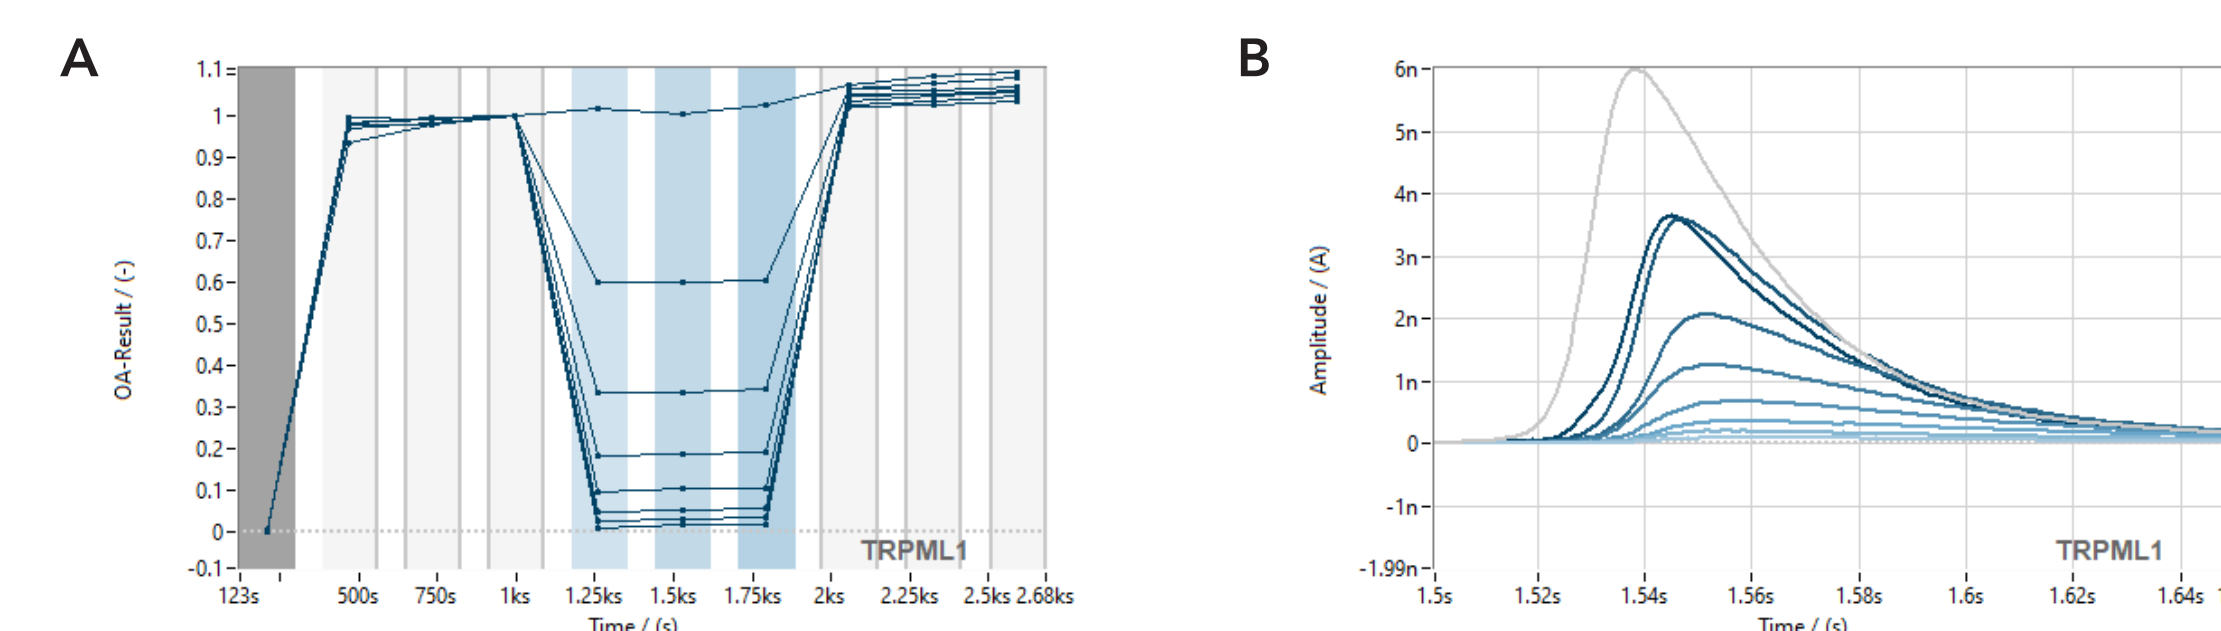 A
1.1
1
0.9
0.8
0.7
0.6
0.5
0.4
0.3
0.2
0.1
0
-0.1
OA-Result / (-)
TRPML1
123s 500s 750s 1ks 1.25ks 1.5ks 1.75ks 2ks 2.25ks 2.5ks 2.68ks
Time / (s)
B
6n
5n
4n
3n
2n
1n
0
-1n
-1.99n
Amplitude / (A)
TRPML1
1.5s 1.52s 1.54s 1.56s 1.58s 1.6s 1.62s 1.64s
Time / (s)